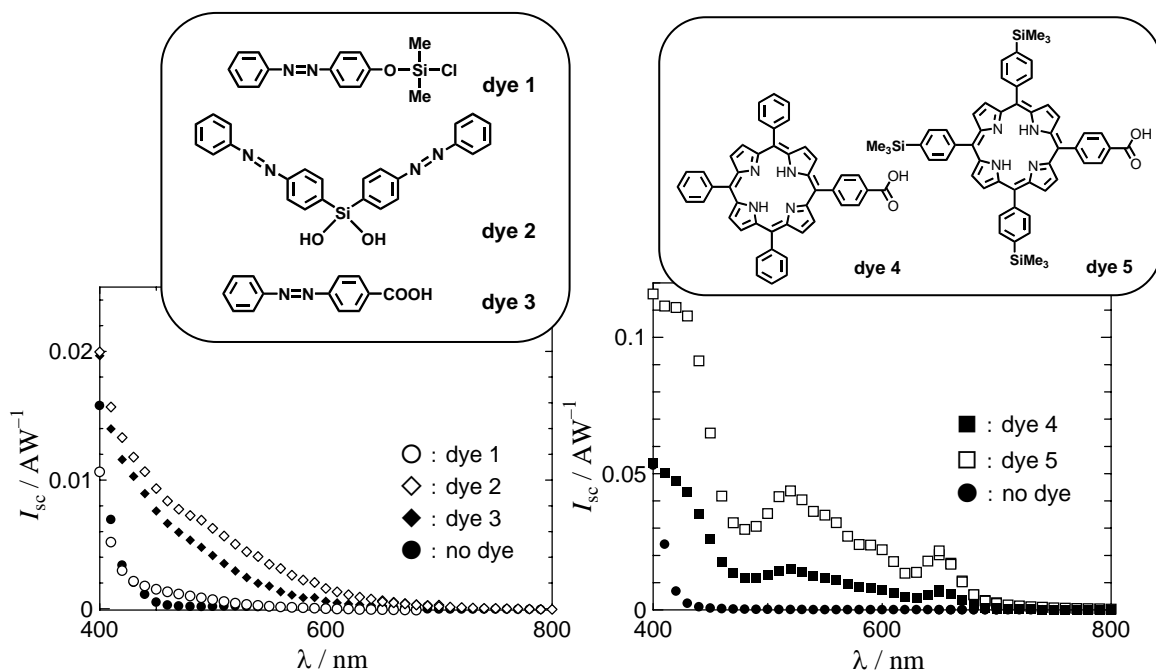 Me
N=N
O
Si
Cl
Me
dye 1
N=N
N=N
Si
HO
OH
dye 2
N=N
COOH
dye 3
SiMe3
N
HN
NH
N
OH
O
Me3Si
SiMe3
dye 5
N
HN
NH
N
OH
O
dye 4
0.02
0.01
0
Isc / AW−1
400
600
800
λ / nm
: dye 1
: dye 2
: dye 3
: no dye
0.1
0.05
0
Isc / AW−1
400
600
800
λ / nm
: dye 4
: dye 5
: no dye